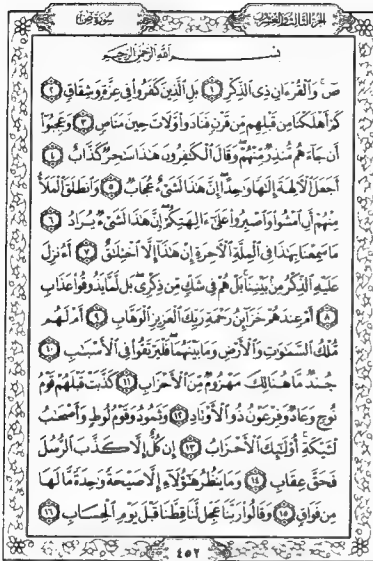 الجزء الثالث والعشرون سورة ص
بسم الله الرحمن الرحيم
صٓ وَالْقُرْءَانِ ذِى الذِّكْرِ ١ بَلِ الَّذِينَ كَفَرُوا فِى عِزَّةٍ وَشِقَاقٍ ٢
كَمْ أَهْلَكْنَا مِن قَبْلِهِم مِّن قَرْنٍ فَنَادَوا وَّلَاتَ حِينَ مَنَاصٍ ٣ وَعَجِبُوا
أَن جَآءَهُم مُّنذِرٌ مِّنْهُمْ وَقَالَ الْكَٰفِرُونَ هَٰذَا سَٰحِرٌ كَذَّابٌ ٤
أَجَعَلَ الْءَالِهَةَ إِلَٰهًا وَٰحِدًا إِنَّ هَٰذَا لَشَىْءٌ عُجَابٌ ٥ وَانطَلَقَ الْمَلَأُ
مِنْهُمْ أَنِ امْشُوا وَاصْبِرُوا عَلَىٰٓ ءَالِهَتِكُمْ إِنَّ هَٰذَا لَشَىْءٌ يُرَادُ ٦
مَا سَمِعْنَا بِهَٰذَا فِى الْمِلَّةِ الْءَاخِرَةِ إِنْ هَٰذَآ إِلَّا اخْتِلَٰقٌ ٧ أَءُنزِلَ
عَلَيْهِ الذِّكْرُ مِنۢ بَيْنِنَا بَلْ هُمْ فِى شَكٍّ مِّن ذِكْرِى بَل لَّمَّا يَذُوقُوا عَذَابِ
٨ أَمْ عِندَهُمْ خَزَآئِنُ رَحْمَةِ رَبِّكَ الْعَزِيزِ الْوَهَّابِ ٩ أَمْ لَهُم
مُّلْكُ السَّمَٰوَٰتِ وَالْأَرْضِ وَمَا بَيْنَهُمَا فَلْيَرْتَقُوا فِى الْأَسْبَٰبِ ١٠
جُندٌ مَّا هُنَالِكَ مَهْزُومٌ مِّنَ الْأَحْزَابِ ١١ كَذَّبَتْ قَبْلَهُمْ قَوْمُ
نُوحٍ وَعَادٌ وَفِرْعَوْنُ ذُو الْأَوْتَادِ ١٢ وَثَمُودُ وَقَوْمُ لُوطٍ وَأَصْحَٰبُ
لْـَٔيْكَةِ أُولَٰٓئِكَ الْأَحْزَابُ ١٣ إِن كُلٌّ إِلَّا كَذَّبَ الرُّسُلَ
فَحَقَّ عِقَابِ ١٤ وَمَا يَنظُرُ هَٰٓؤُلَآءِ إِلَّا صَيْحَةً وَٰحِدَةً مَّا لَهَا
مِن فَوَاقٍ ١٥ وَقَالُوا رَبَّنَا عَجِّل لَّنَا قِطَّنَا قَبْلَ يَوْمِ الْحِسَابِ ١٦
٤٥٢